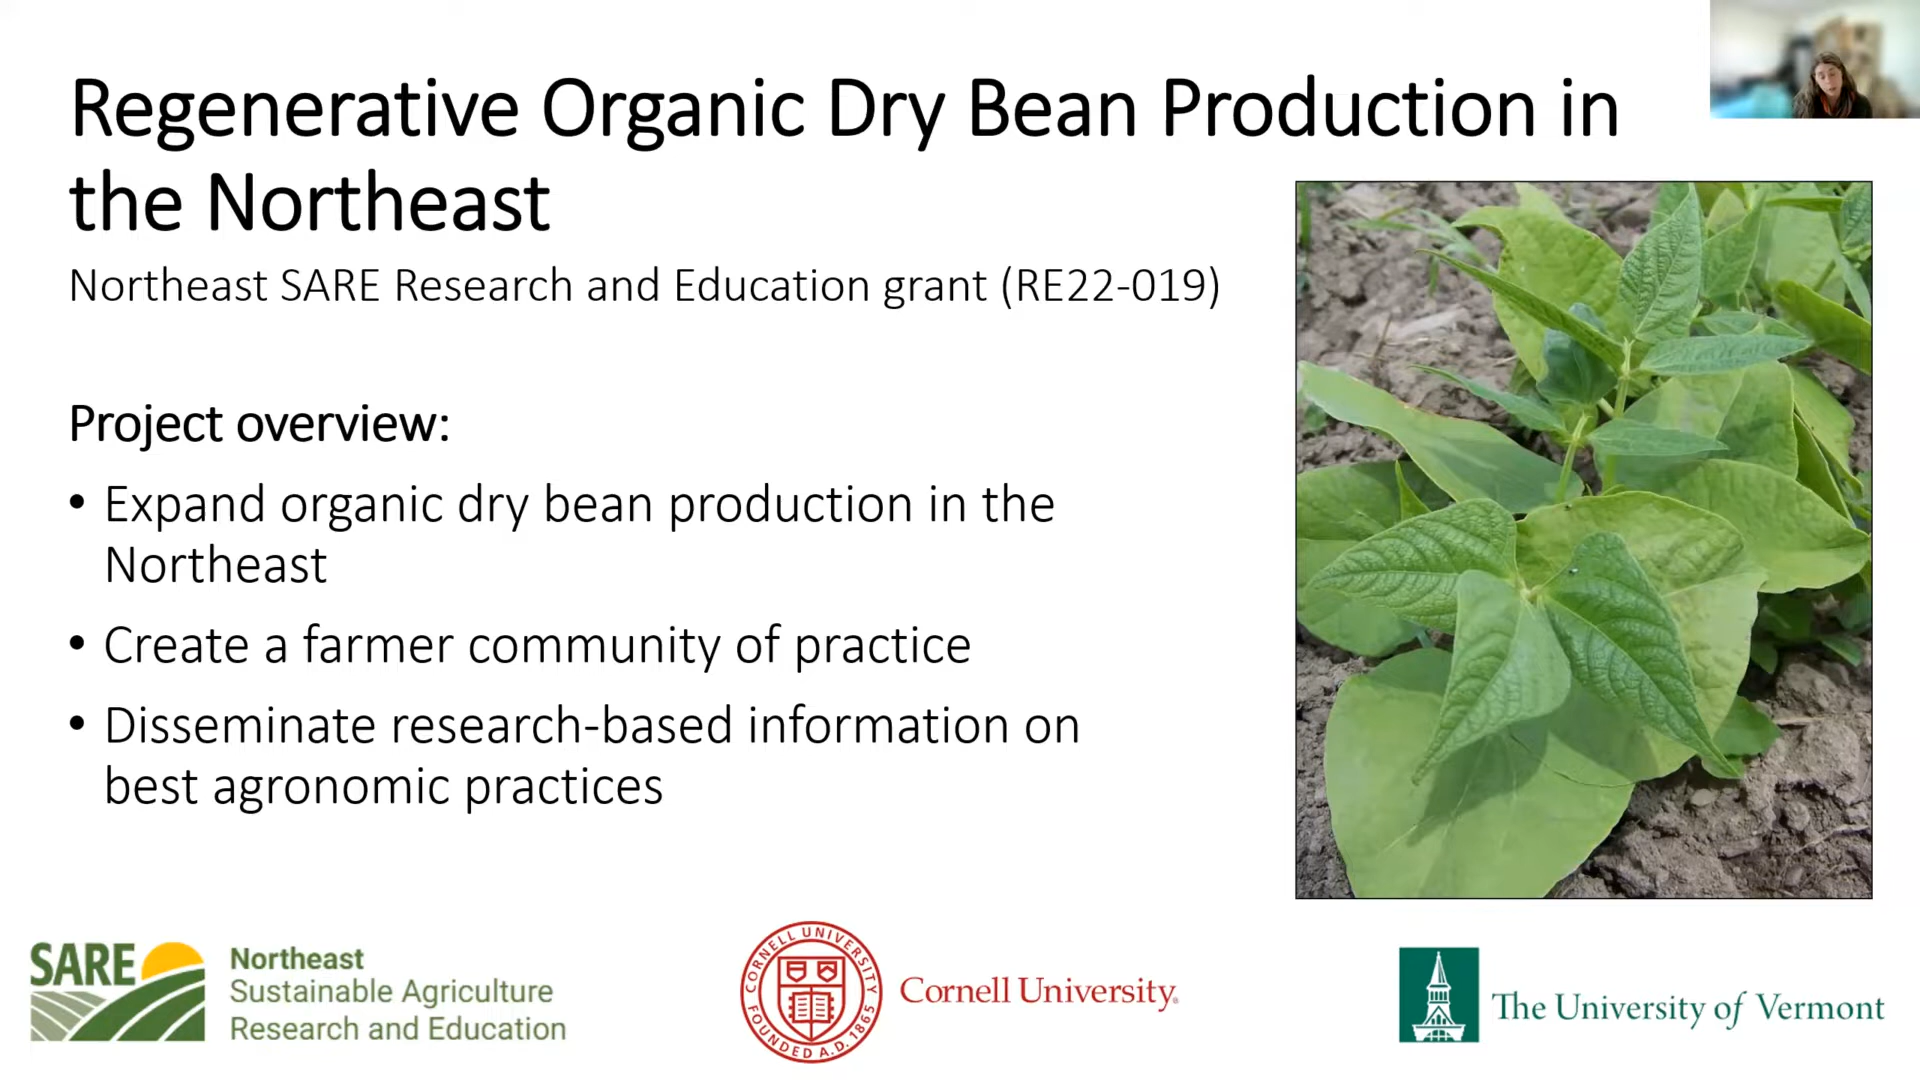 Regenerative Organic Dry Bean Production in
the Northeast
Northeast SARE Research and Education grant (RE22-019)
Project overview:
• Expand organic dry bean production in the
Northeast
• Create a farmer community of practice
• Disseminate research-based information on
best agronomic practices
SARE
Northeast
Sustainable Agriculture
Research and Education
CORNELL UNIVERSITY
FOUNDED A.D. 1865
Cornell University
The University of Vermont